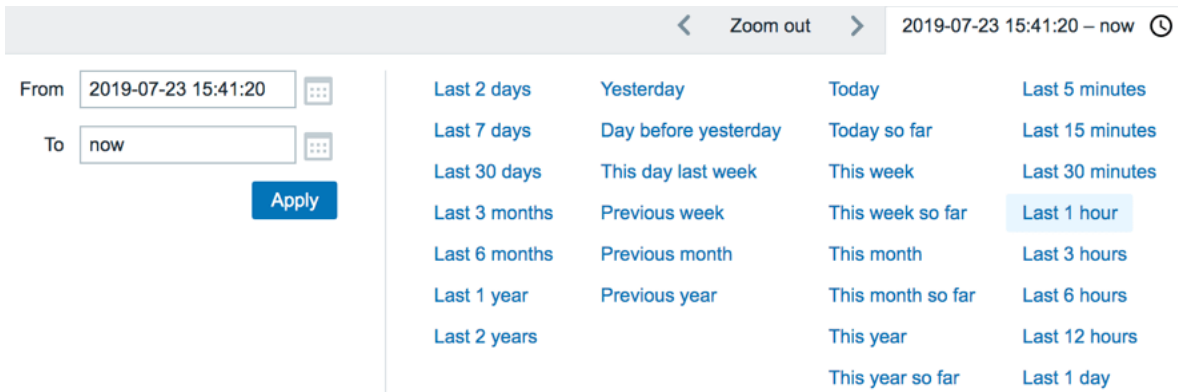 Zoom out 2019-07-23 15:41:20 – now
From 2019-07-23 15:41:20
To now
Apply
Last 2 days Yesterday Today Last 5 minutes
Last 7 days Day before yesterday Today so far Last 15 minutes
Last 30 days This day last week This week Last 30 minutes
Last 3 months Previous week This week so far Last 1 hour
Last 6 months Previous month This month Last 3 hours
Last 1 year Previous year This month so far Last 6 hours
Last 2 years This year Last 12 hours
This year so far Last 1 day